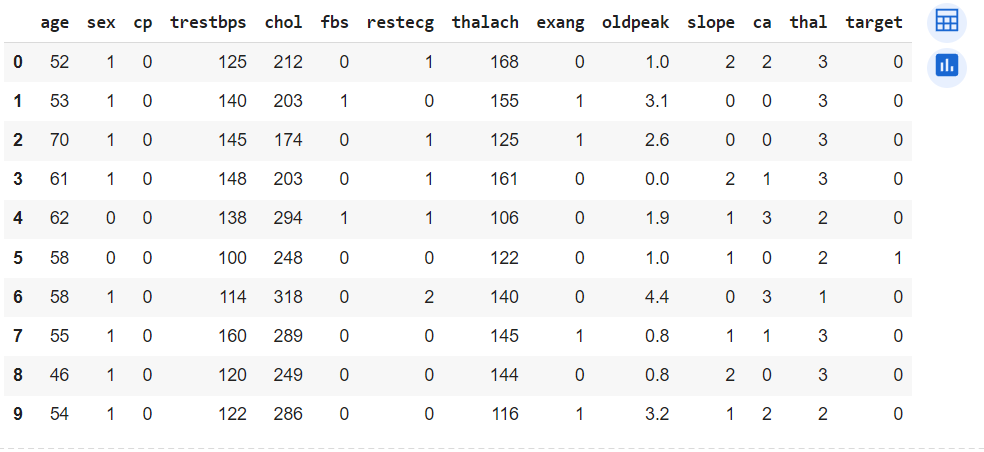 age sex cp trestbps chol fbs restecg thalach exang oldpeak slope ca thal target
0 52 1 0 125 212 0 1 168 0 1.0 2 2 3 0
1 53 1 0 140 203 1 0 155 1 3.1 0 0 3 0
2 70 1 0 145 174 0 1 125 1 2.6 0 0 3 0
3 61 1 0 148 203 0 1 161 0 0.0 2 1 3 0
4 62 0 0 138 294 1 1 106 0 1.9 1 3 2 0
5 58 0 0 100 248 0 0 122 0 1.0 1 0 2 1
6 58 1 0 114 318 0 2 140 0 4.4 0 3 1 0
7 55 1 0 160 289 0 0 145 1 0.8 1 1 3 0
8 46 1 0 120 249 0 0 144 0 0.8 2 0 3 0
9 54 1 0 122 286 0 0 116 1 3.2 1 2 2 0